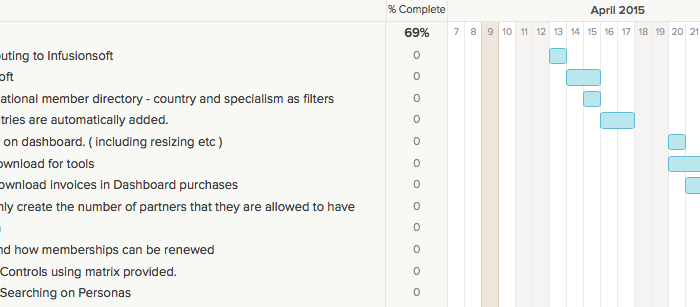 % Complete April 2015
69% 7 8 9 10 11 12 13 14 15 16 17 18 19 20 21
uting to Infusionsoft 0
oft 0
ational member directory - country and specialism as filters 0
tries are automatically added. 0
on dashboard. ( including resizing etc ) 0
ownload for tools 0
ownload invoices in Dashboard purchases 0
nly create the number of partners that they are allowed to have 0
0
nd how memberships can be renewed 0
Controls using matrix provided. 0
Searching on Personas 0